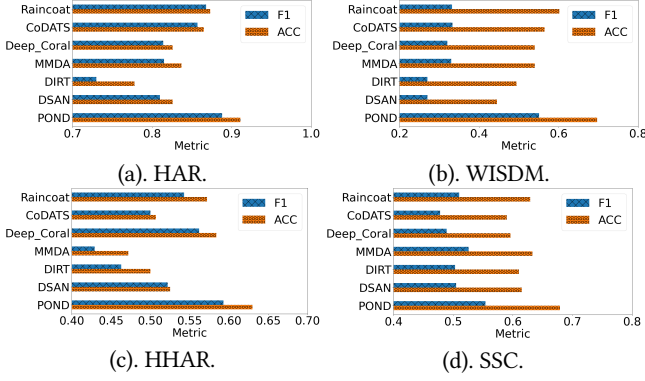 Raincoat
CoDATS
Deep_Coral
MMDA
DIRT
DSAN
POND
F1
ACC
0.7 0.8 0.9 1.0
Metric
(a). HAR.
Raincoat
CoDATS
Deep_Coral
MMDA
DIRT
DSAN
POND
F1
ACC
0.2 0.4 0.6 0.8
Metric
(b). WISDM.
Raincoat
CoDATS
Deep_Coral
MMDA
DIRT
DSAN
POND
F1
ACC
0.40 0.45 0.50 0.55 0.60 0.65 0.70
Metric
(c). HHAR.
Raincoat
CoDATS
Deep_Coral
MMDA
DIRT
DSAN
POND
F1
ACC
0.4 0.5 0.6 0.7 0.8
Metric
(d). SSC.